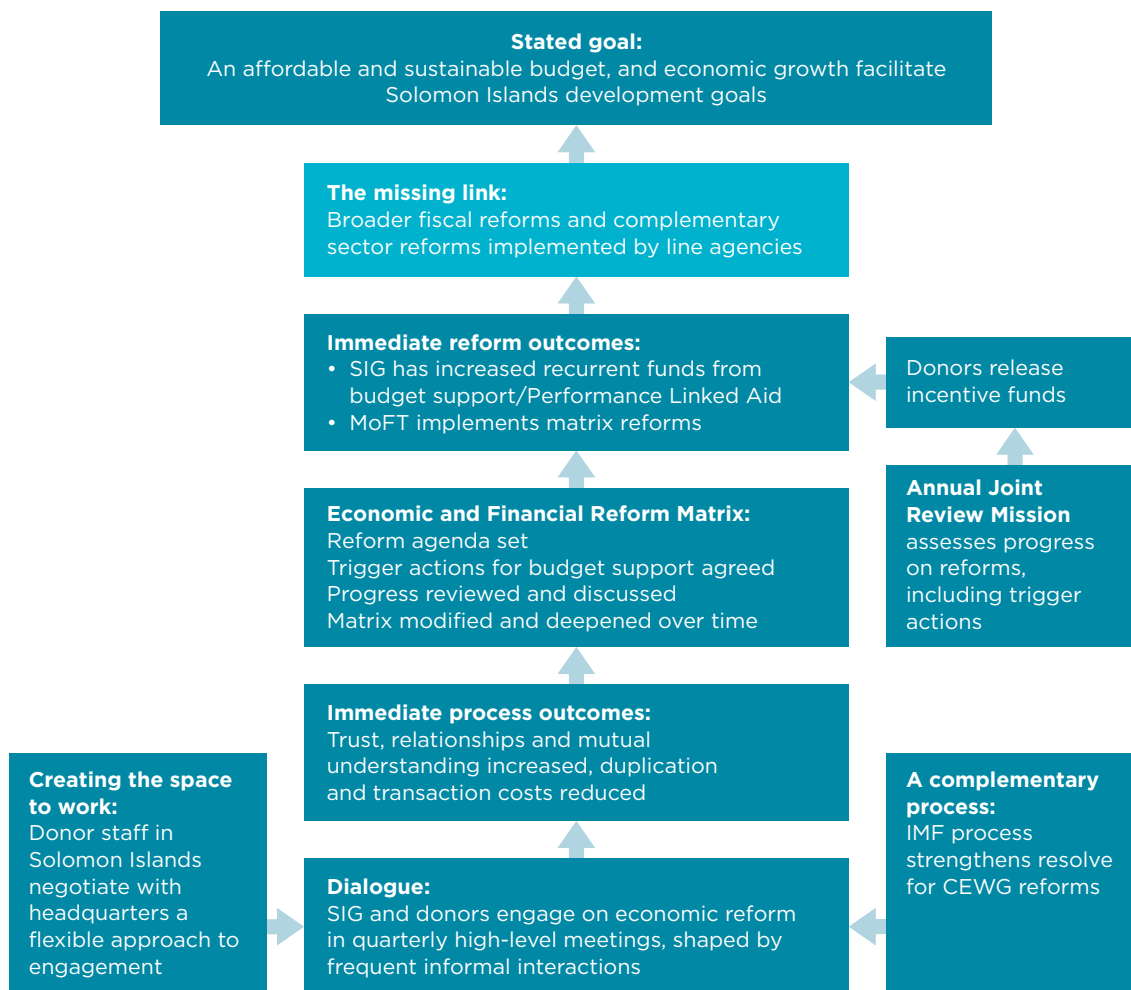 Stated goal:
An affordable and sustainable budget, and economic growth facilitate
Solomon Islands development goals
The missing link:
Broader fiscal reforms and complementary
sector reforms implemented by line agencies
Immediate reform outcomes:
• SIG has increased recurrent funds from
budget support/Performance Linked Aid
• MoFT implements matrix reforms
Donors release
incentive funds
Economic and Financial Reform Matrix:
Reform agenda set
Trigger actions for budget support agreed
Progress reviewed and discussed
Matrix modified and deepened over time
Annual Joint
Review Mission
assesses progress
on reforms,
including trigger
actions
Immediate process outcomes:
Trust, relationships and mutual
understanding increased, duplication
and transaction costs reduced
Creating the space
to work:
Donor staff in
Solomon Islands
negotiate with
headquarters a
flexible approach to
engagement
Dialogue:
SIG and donors engage on economic reform
in quarterly high-level meetings, shaped by
frequent informal interactions
A complementary
process:
IMF process
strengthens resolve
for CEWG reforms